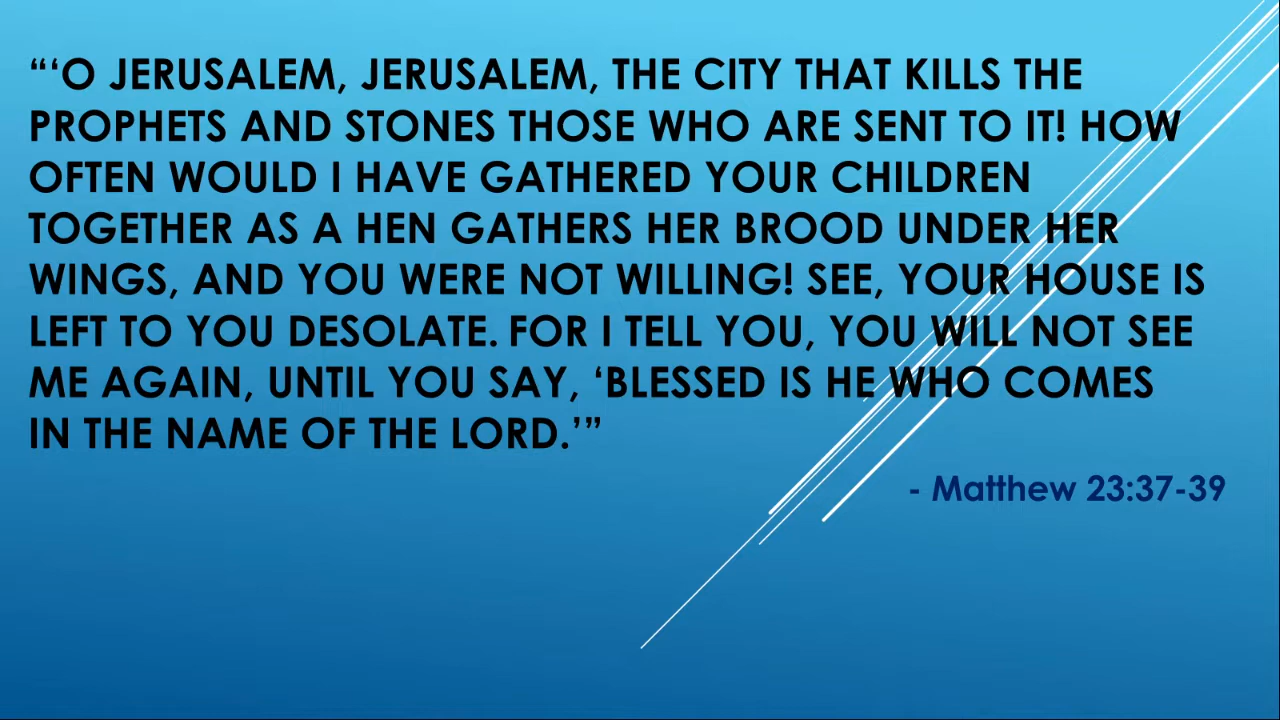 “‘O JERUSALEM, JERUSALEM, THE CITY THAT KILLS THE
PROPHETS AND STONES THOSE WHO ARE SENT TO IT! HOW
OFTEN WOULD I HAVE GATHERED YOUR CHILDREN
TOGETHER AS A HEN GATHERS HER BROOD UNDER HER
WINGS, AND YOU WERE NOT WILLING! SEE, YOUR HOUSE IS
LEFT TO YOU DESOLATE. FOR I TELL YOU, YOU WILL NOT SEE
ME AGAIN, UNTIL YOU SAY, ‘BLESSED IS HE WHO COMES
IN THE NAME OF THE LORD.’”
- Matthew 23:37-39